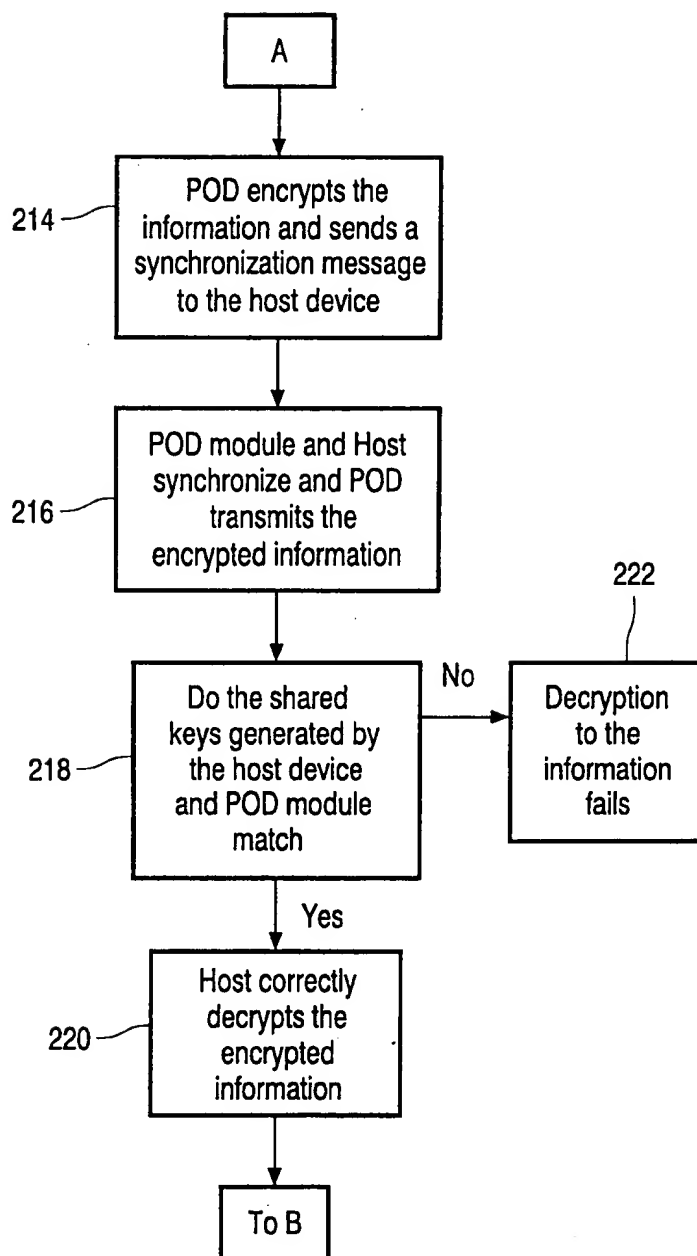 A
214
POD encrypts the
information and sends a
synchronization message
to the host device
216
POD module and Host
synchronize and POD
transmits the
encrypted information
222
218
Do the shared
keys generated by
the host device
and POD module
match
No
Decryption
to the
information
fails
Yes
220
Host correctly
decrypts the
encrypted
information
To B